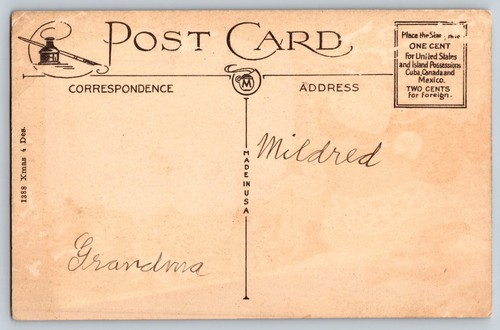 POST CARD
Place the Stamp here
ONE CENT
For United States
and Island Possessions
Cuba, Canada and
Mexico.
TWO CENTS
for Foreign.
CORRESPONDENCE
M
ADDRESS
1388 Xmas 4 Des.
MADE IN USA
Mildred
Grandma